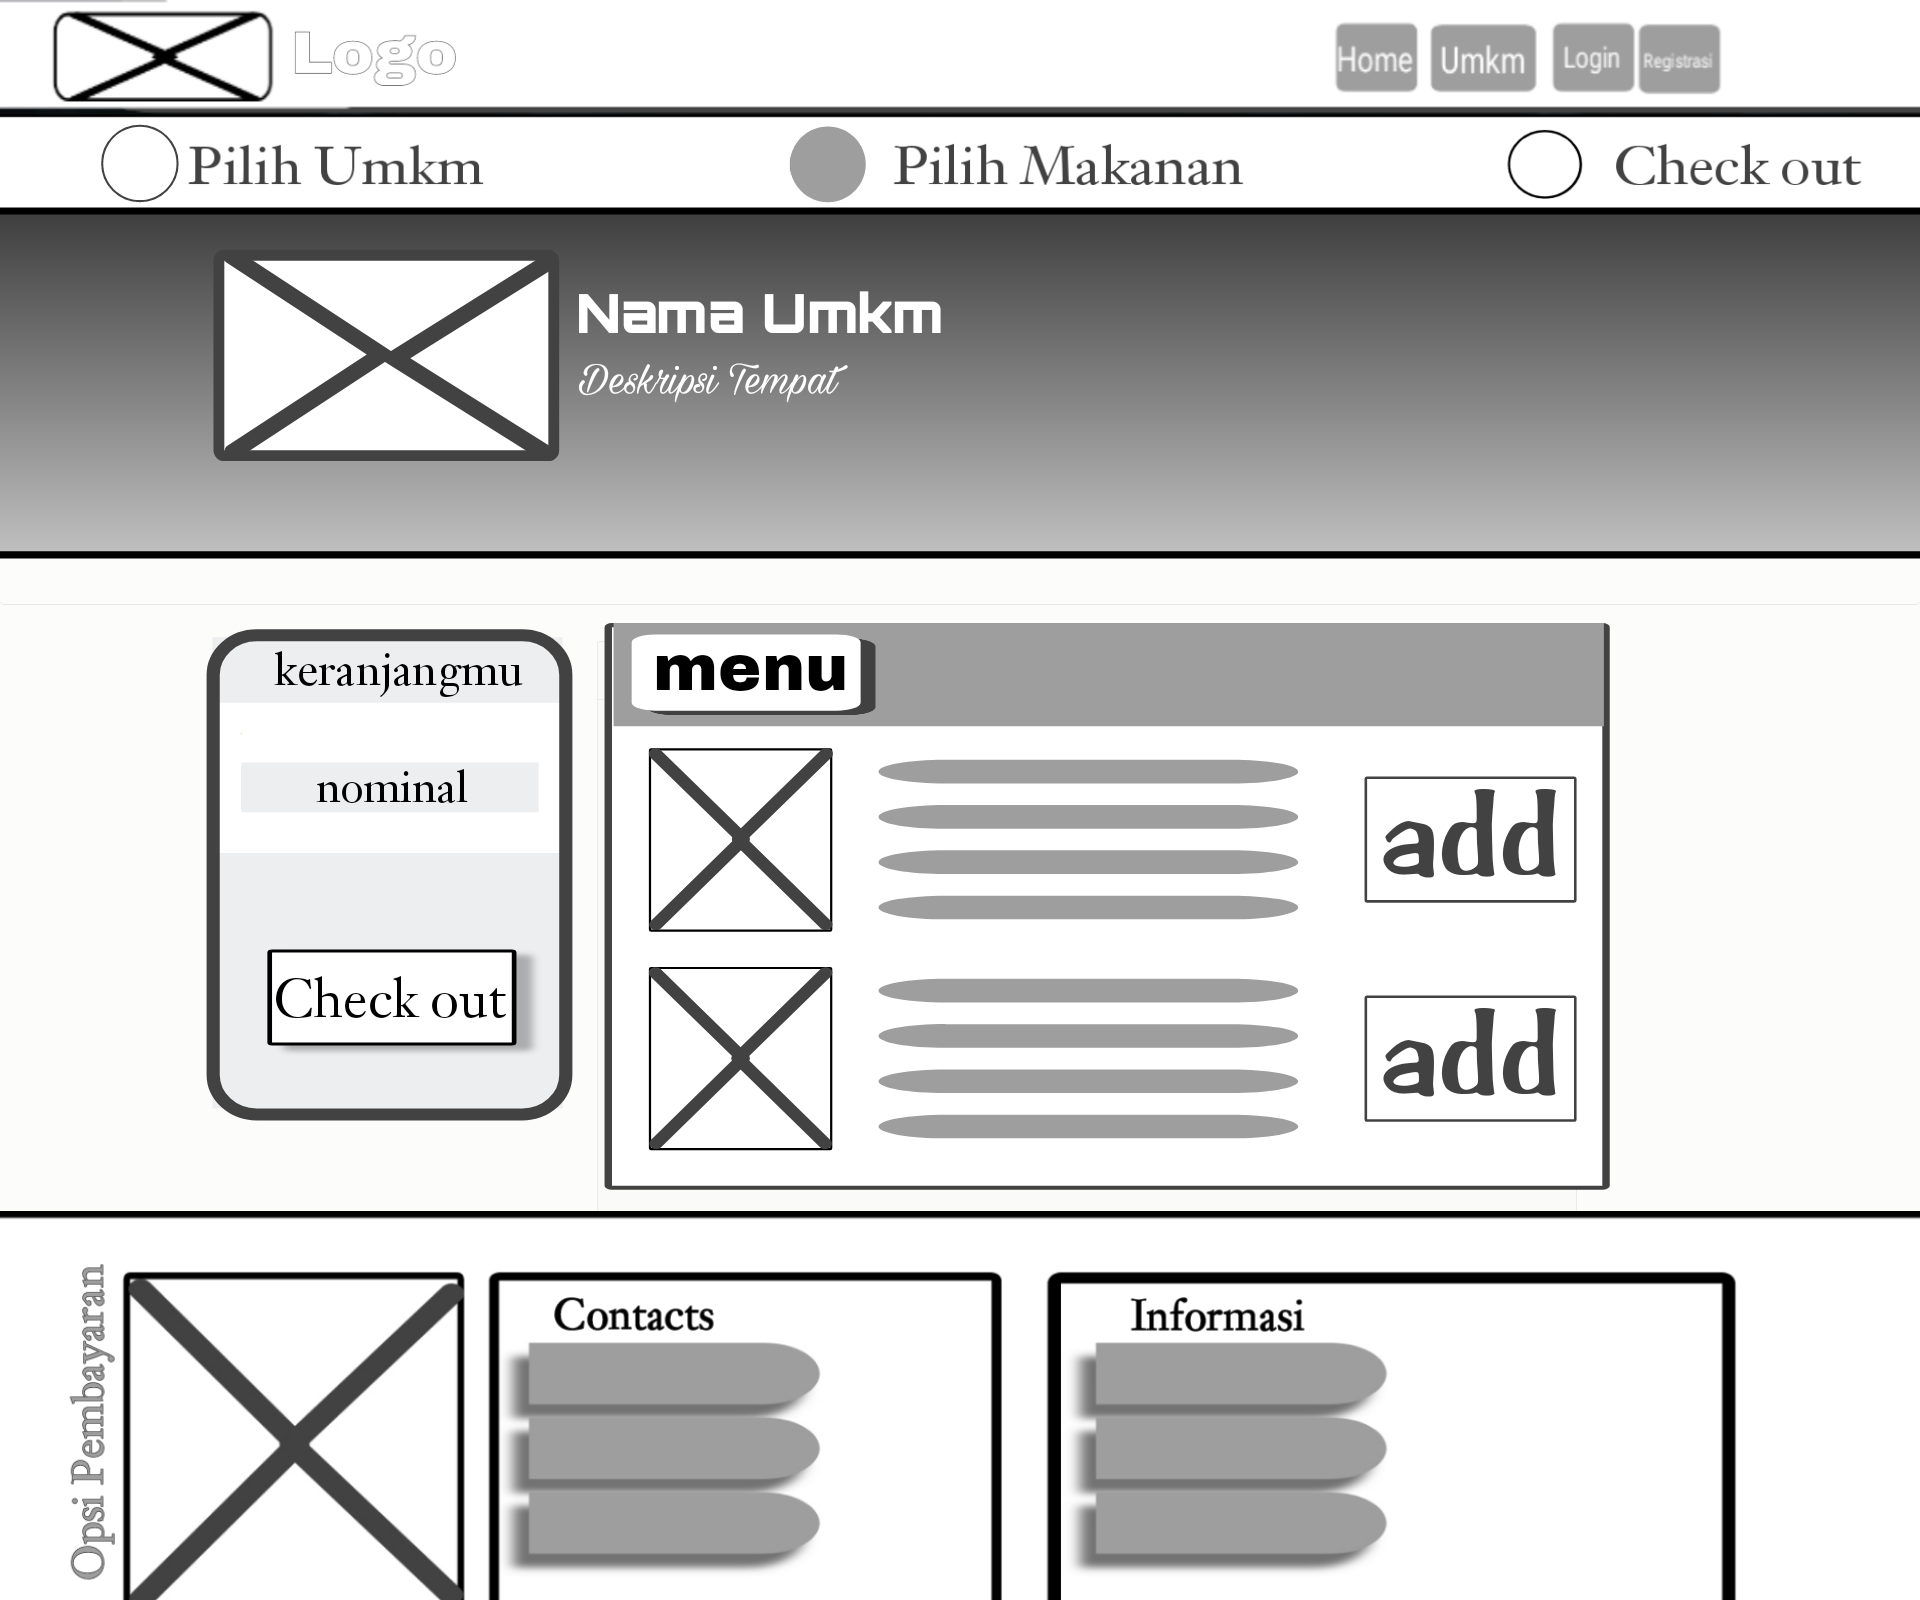 Logo
Home
Umkm
Login
Registrasi
Pilih Umkm
Pilih Makanan
Check out
Nama Umkm
Deskripsi Tempat
keranjangmu
nominal
Check out
menu
add
add
Opsi Pembayaran
Contacts
Informasi